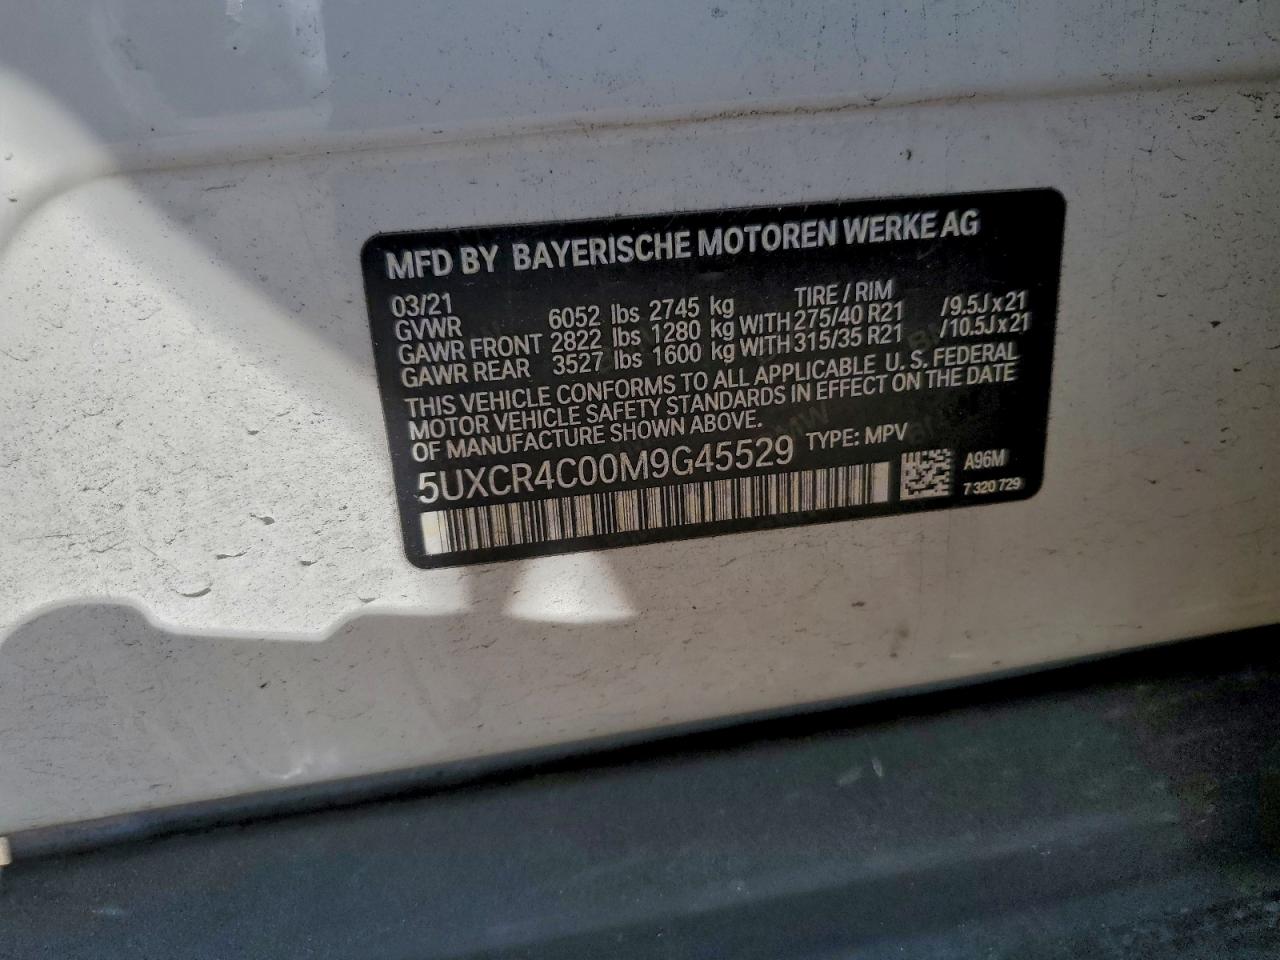 MFD BY BAYERISCHE MOTOREN WERKE AG
03/21 TIRE / RIM
GVWR 6052 lbs 2745 kg
GAWR FRONT 2822 lbs 1280 kg WITH 275/40 R21 /9.5J x 21
GAWR REAR 3527 lbs 1600 kg WITH 315/35 R21 /10.5J x 21
THIS VEHICLE CONFORMS TO ALL APPLICABLE U. S. FEDERAL
MOTOR VEHICLE SAFETY STANDARDS IN EFFECT ON THE DATE
OF MANUFACTURE SHOWN ABOVE.
5UXCR4C00M9G45529 TYPE: MPV
A96M
7 320 729